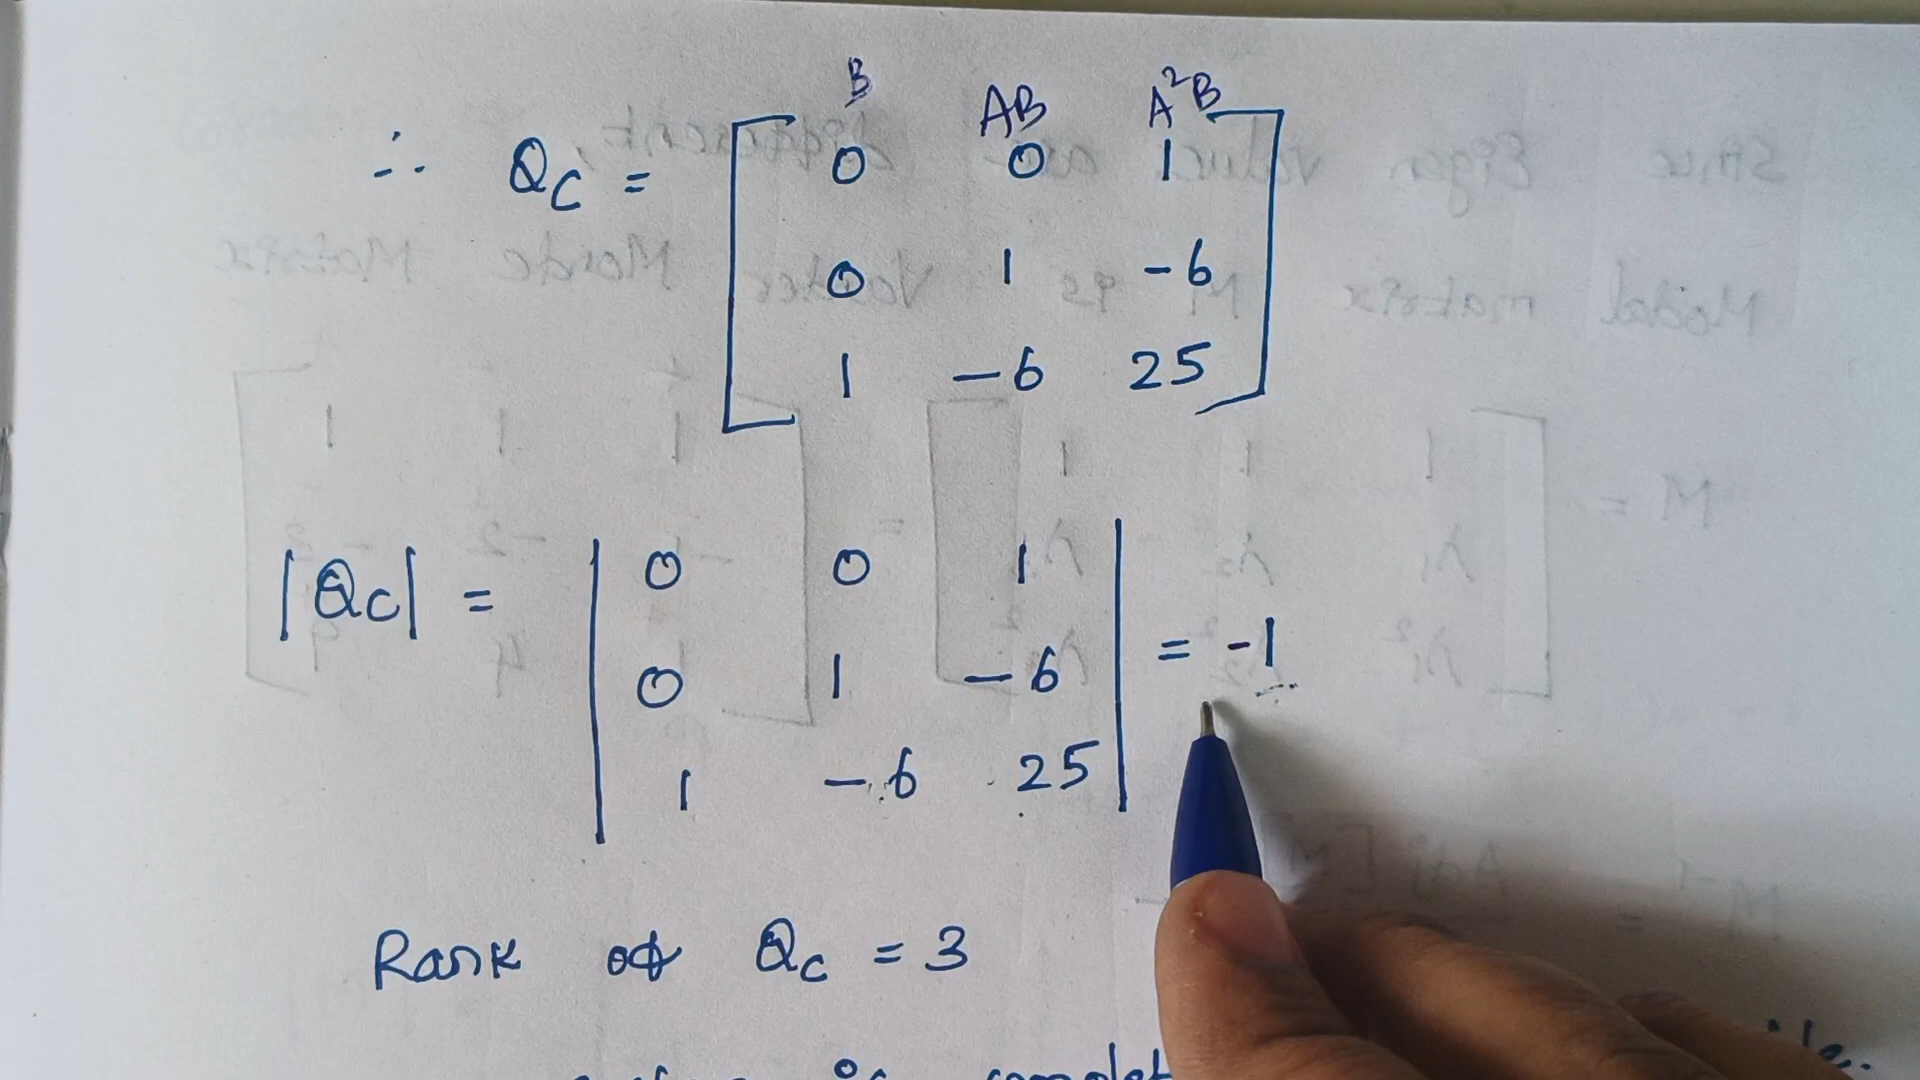 B AB A²B
∴ Qc = [ 0 0 1
0 1 -6
1 -6 25 ]
|Qc| = | 0 0 1
0 1 -6
1 -6 25 | = -1
Rank of Qc = 3